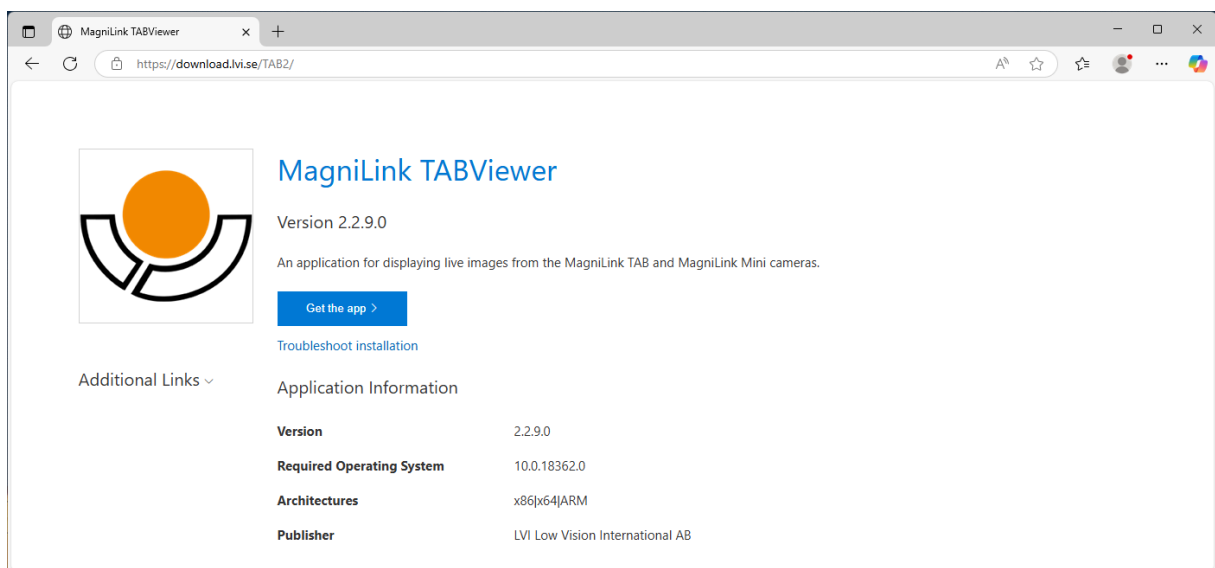 MagniLink TABViewer
https://download.lvi.se/TAB2/
MagniLink TABViewer
Version 2.2.9.0
An application for displaying live images from the MagniLink TAB and MagniLink Mini cameras.
Get the app >
Troubleshoot installation
Additional Links
Application Information
Version 2.2.9.0
Required Operating System 10.0.18362.0
Architectures x86|x64|ARM
Publisher LVI Low Vision International AB